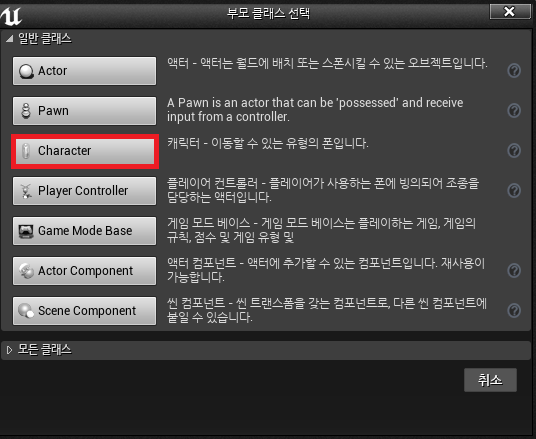 부모 클래스 선택
일반 클래스
Actor
액터 - 액터는 월드에 배치 또는 스폰시킬 수 있는 오브젝트입니다.
Pawn
A Pawn is an actor that can be 'possessed' and receive
input from a controller.
Character
캐릭터 - 이동할 수 있는 유형의 폰입니다.
Player Controller
플레이어 컨트롤러 - 플레이어가 사용하는 폰에 빙의되어 조종을
담당하는 액터입니다.
Game Mode Base
게임 모드 베이스 - 게임 모드 베이스는 플레이하는 게임, 게임의
규칙, 점수 및 게임 유형 및
Actor Component
액터 컴포넌트 - 액터에 추가할 수 있는 컴포넌트입니다. 재사용이
가능합니다.
Scene Component
씬 컴포넌트 - 씬 트랜스폼을 갖는 컴포넌트로, 다른 씬 컴포넌트에
붙일 수 있습니다.
모든 클래스
취소